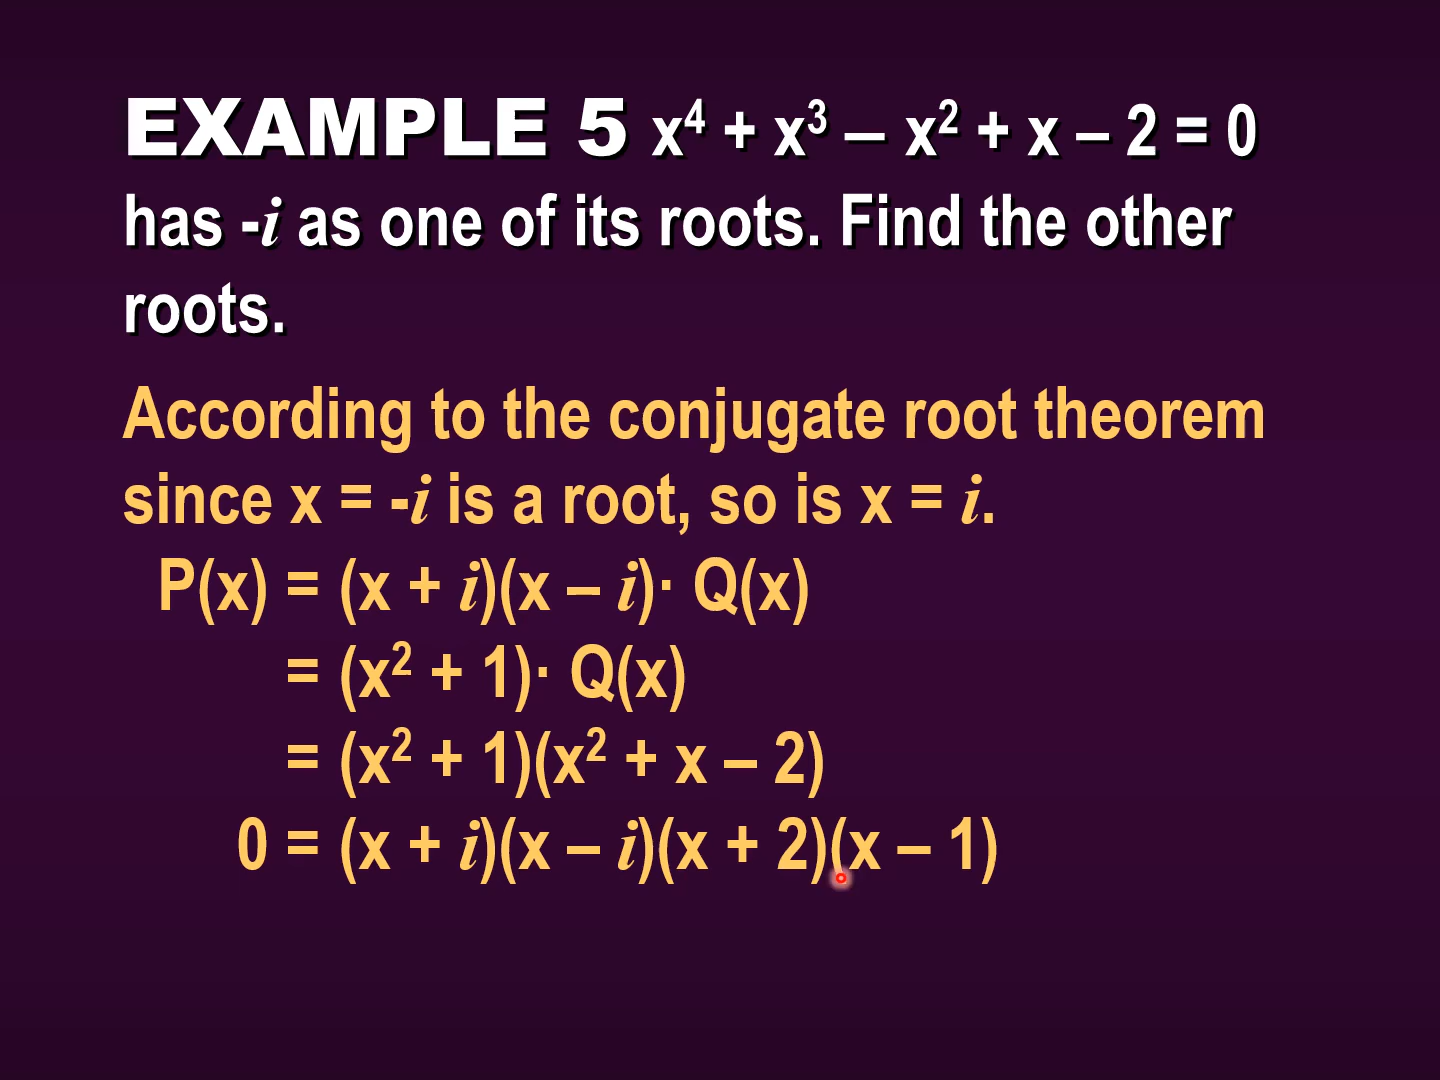 EXAMPLE 5 x⁴ + x³ – x² + x – 2 = 0
has -i as one of its roots. Find the other
roots.
According to the conjugate root theorem
since x = -i is a root, so is x = i.
P(x) = (x + i)(x – i)· Q(x)
= (x² + 1)· Q(x)
= (x² + 1)(x² + x – 2)
0 = (x + i)(x – i)(x + 2)(x – 1)